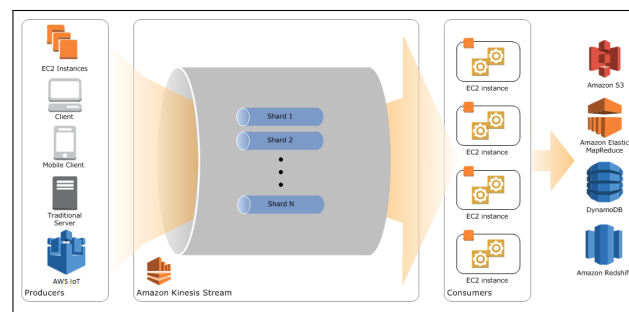 EC2 Instances
Client
Mobile Client
Traditional
Server
AWS IoT
Producers
Shard 1
Shard 2
Shard N
Amazon Kinesis Stream
EC2 instance
EC2 instance
EC2 instance
EC2 instance
Consumers
Amazon S3
Amazon Elastic
MapReduce
DynamoDB
Amazon Redshift